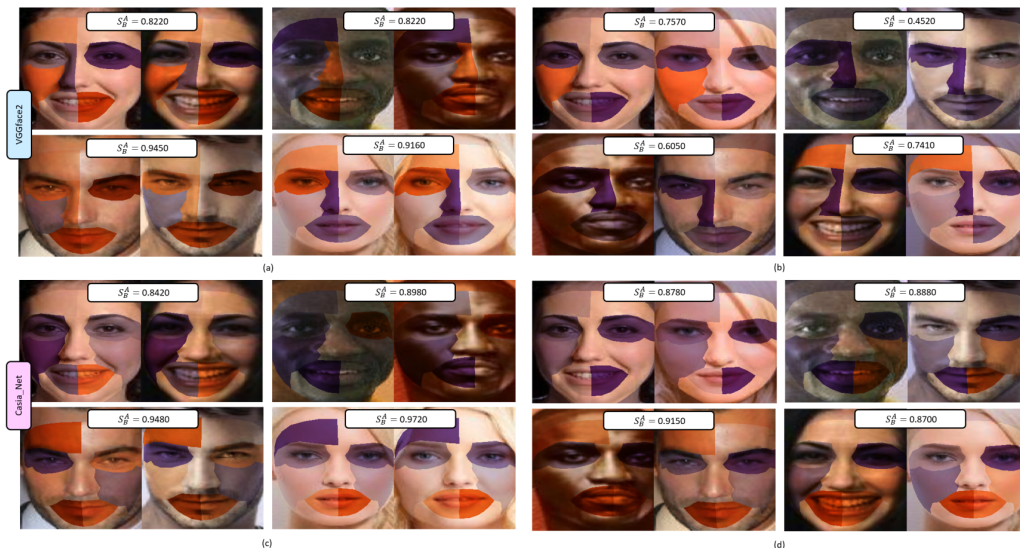 VGGface2
S_B^A = 0.8220
S_B^A = 0.8220
S_B^A = 0.9450
S_B^A = 0.9160
(a)
S_B^A = 0.7570
S_B^A = 0.4520
S_B^A = 0.6050
S_B^A = 0.7410
(b)
Casia_Net
S_B^A = 0.8420
S_B^A = 0.8980
S_B^A = 0.9480
S_B^A = 0.9720
(c)
S_B^A = 0.8780
S_B^A = 0.8880
S_B^A = 0.9150
S_B^A = 0.8700
(d)